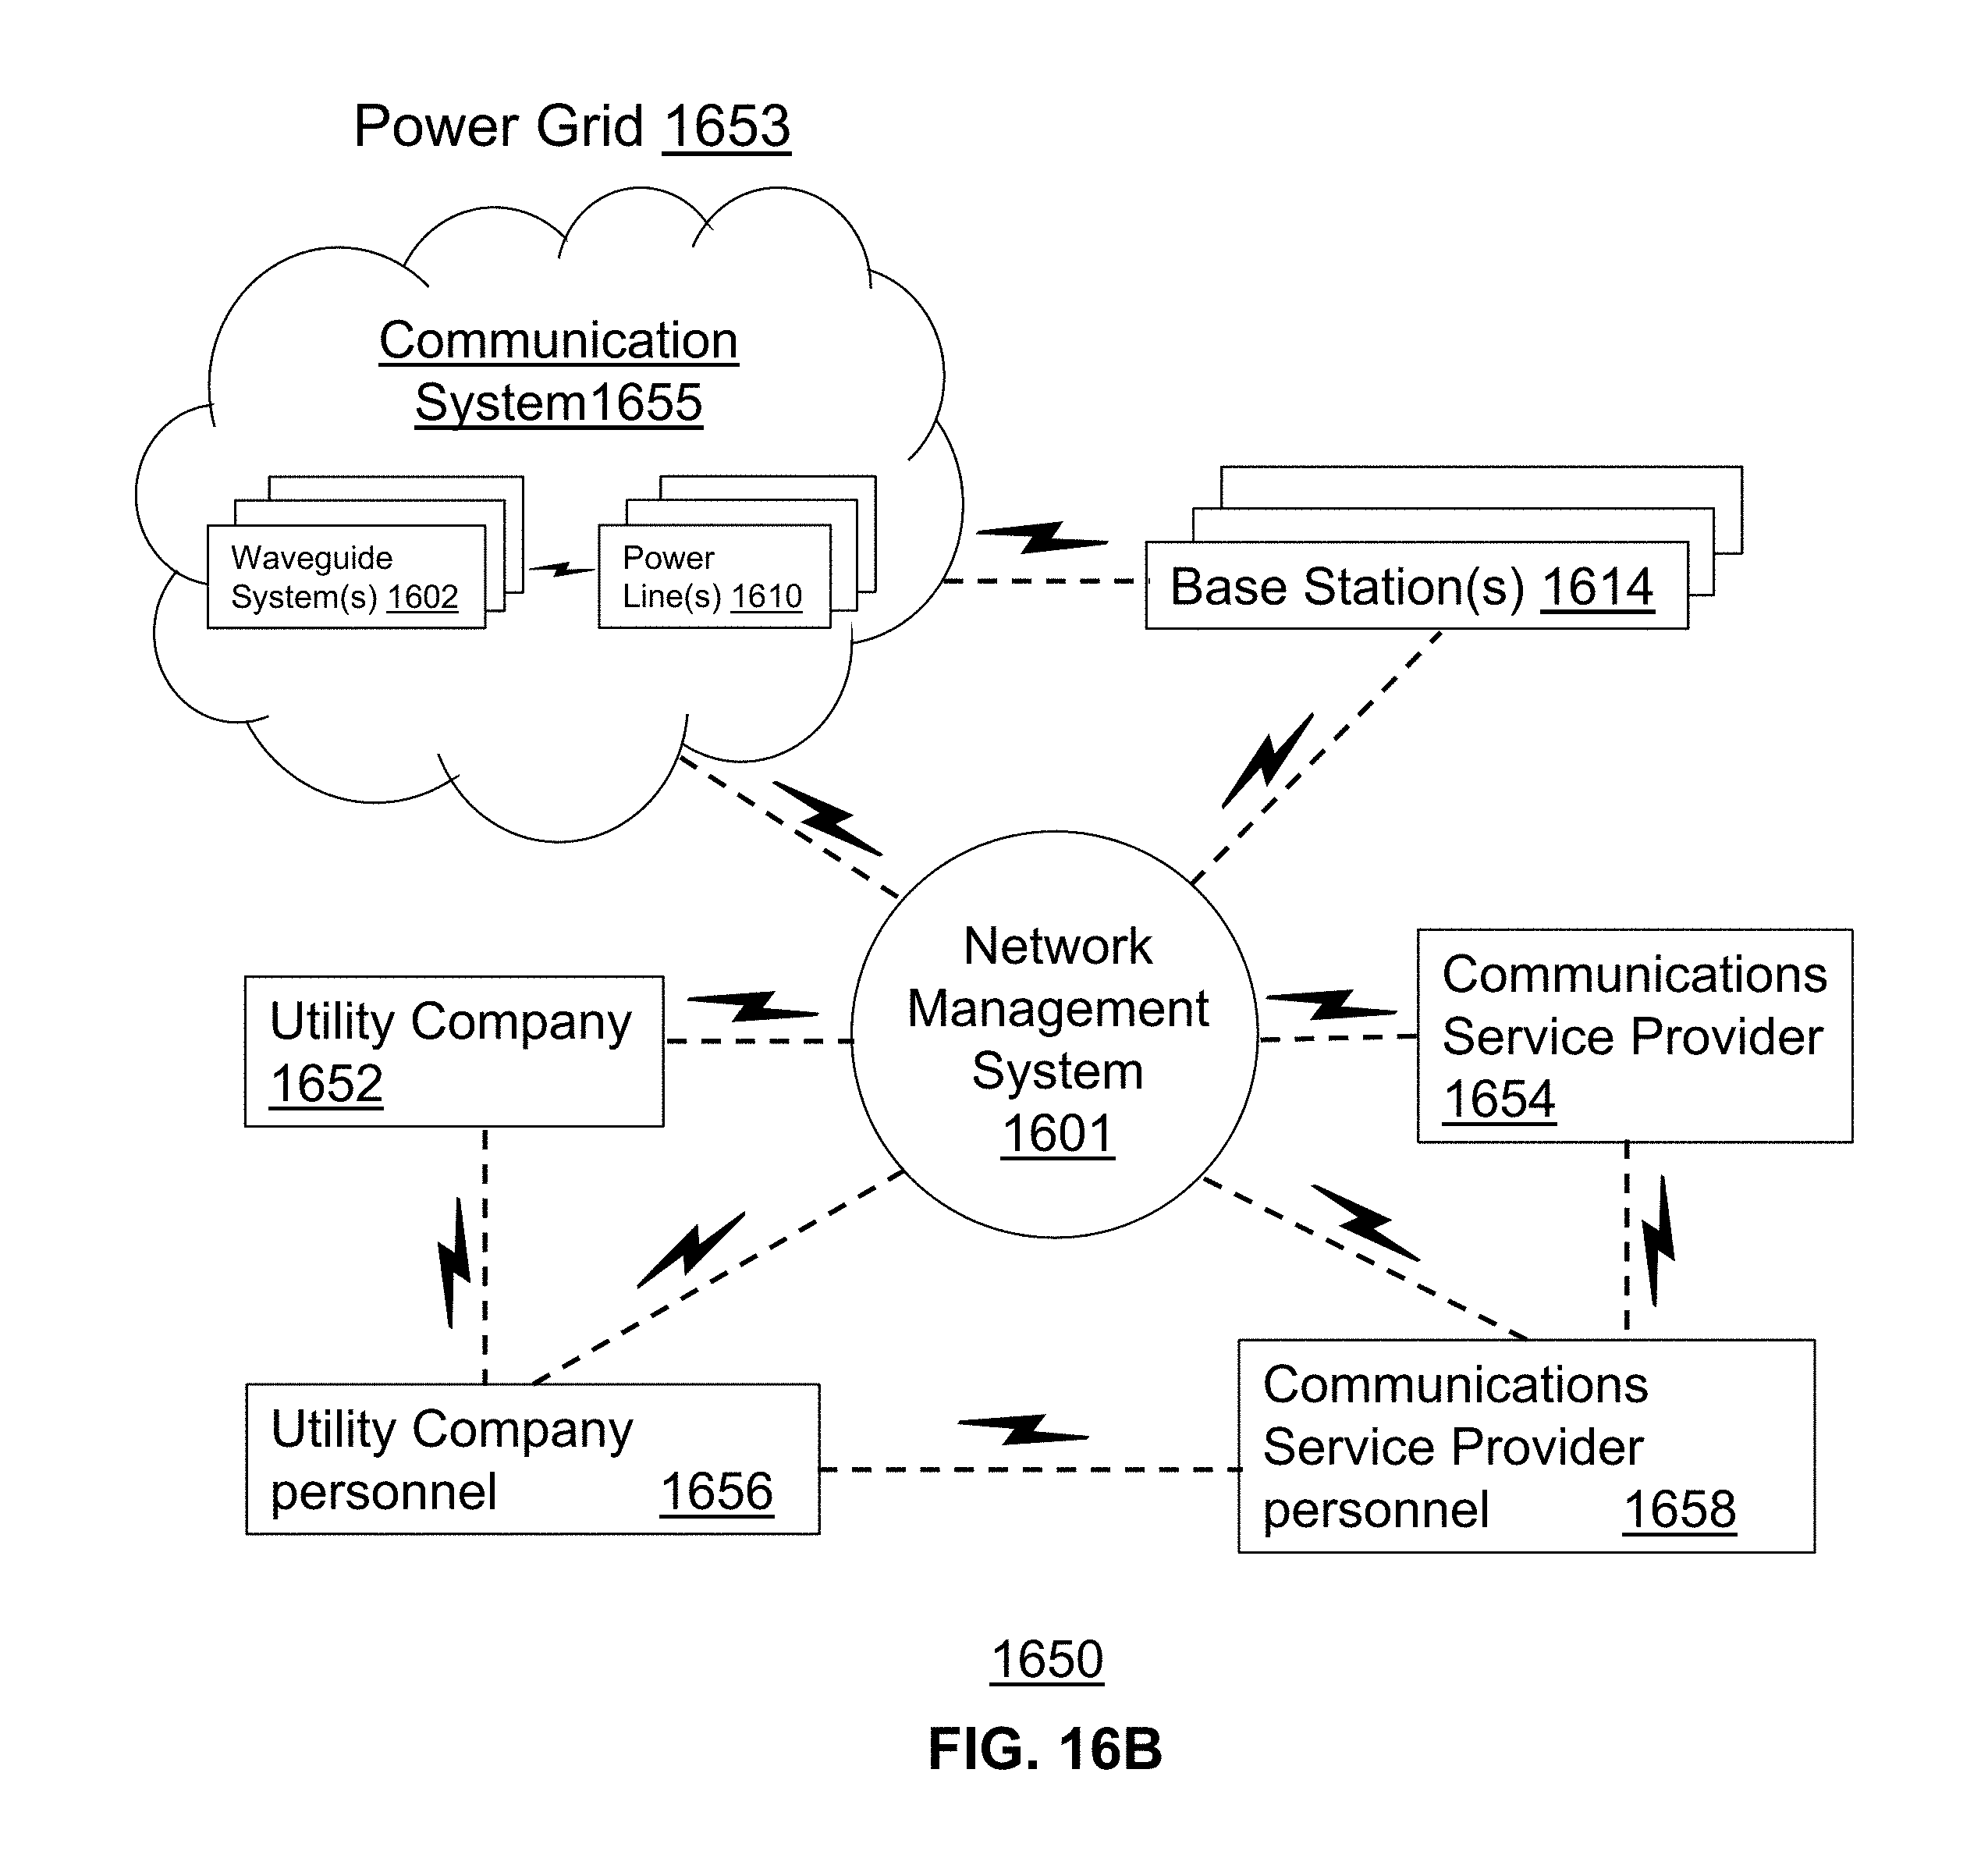 Power Grid 1653
Communication
System1655
Waveguide
System(s) 1602
Power
Line(s) 1610
Base Station(s) 1614
Network
Management
System
1601
Utility Company
1652
Communications
Service Provider
1654
Utility Company
personnel 1656
Communications
Service Provider
personnel 1658
1650
FIG. 16B